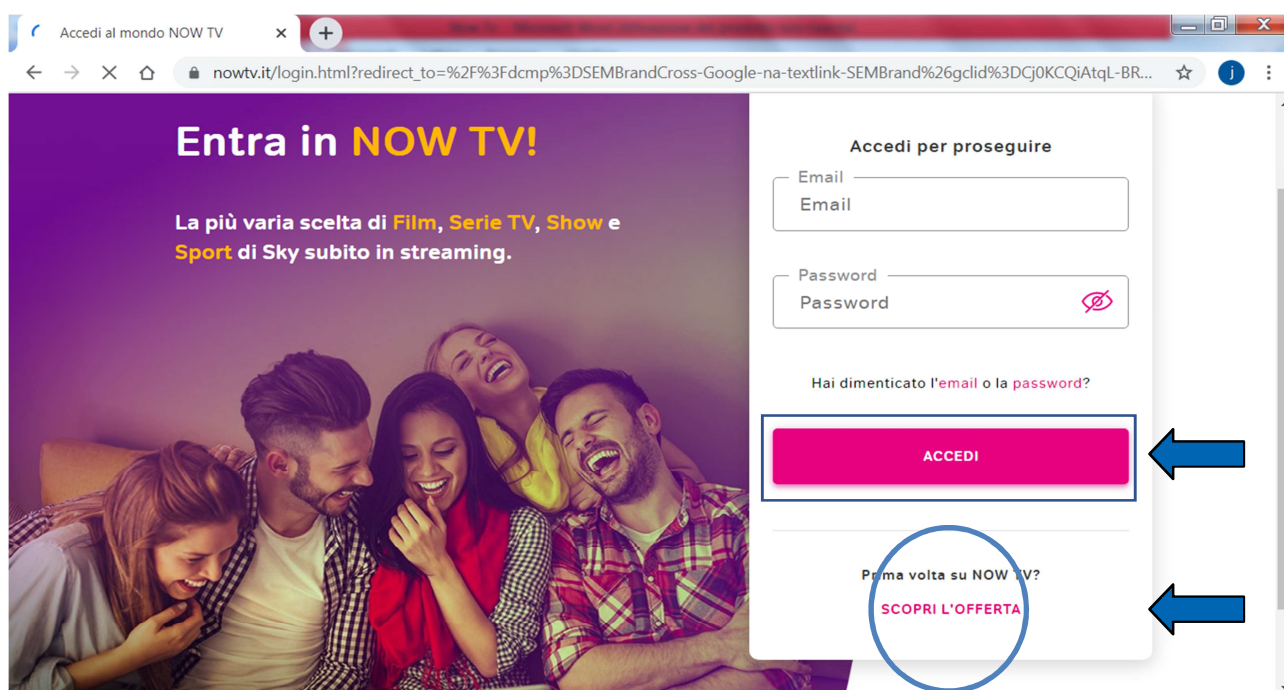 Accedi al mondo NOW TV
nowtv.it/login.html?redirect_to=%2F%3Fdcmp%3DSEMBrandCross-Google-na-textlink-SEMBrand%26gclid%3DCj0KCQiAtqL-BR...
j
Entra in NOW TV!
La più varia scelta di Film, Serie TV, Show e
Sport di Sky subito in streaming.
Accedi per proseguire
Email
Email
Password
Password
Hai dimenticato l'email o la password?
ACCEDI
Prima volta su NOW TV?
SCOPRI L'OFFERTA